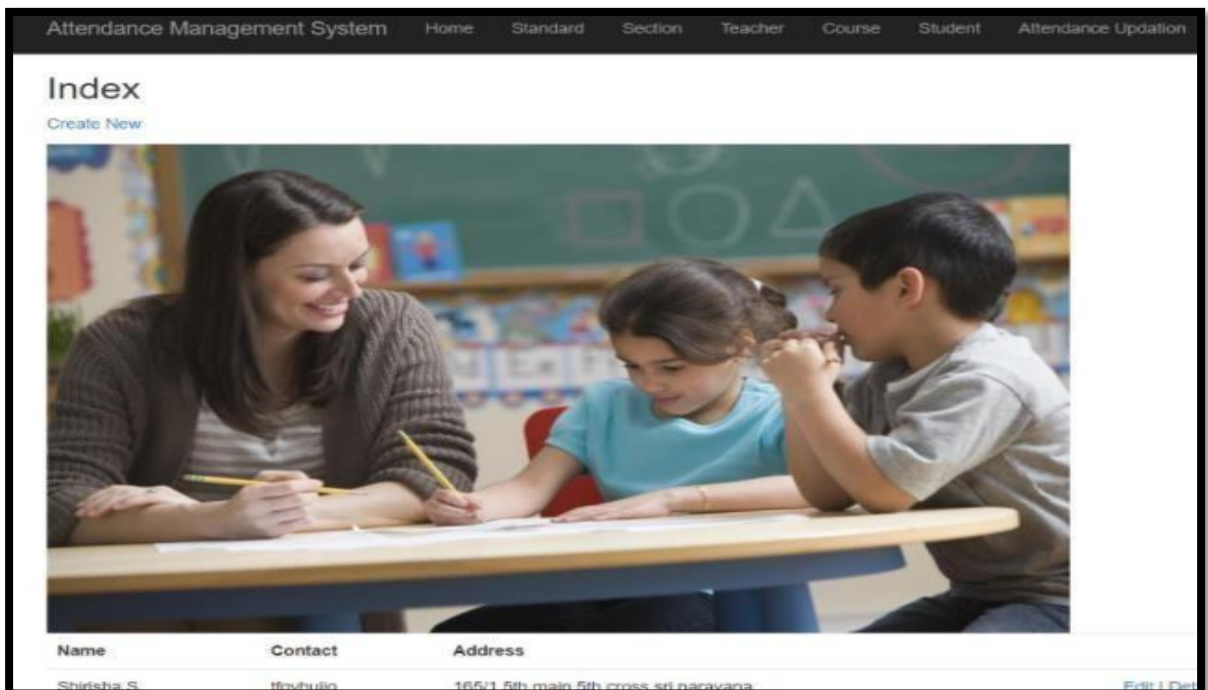 Attendance Management System Home Standard Section Teacher Course Student Attendance Updation
Index
Create New
Name Contact Address
Shirisha S 165/1 5th main 5th cross sri narayana Edit | Det